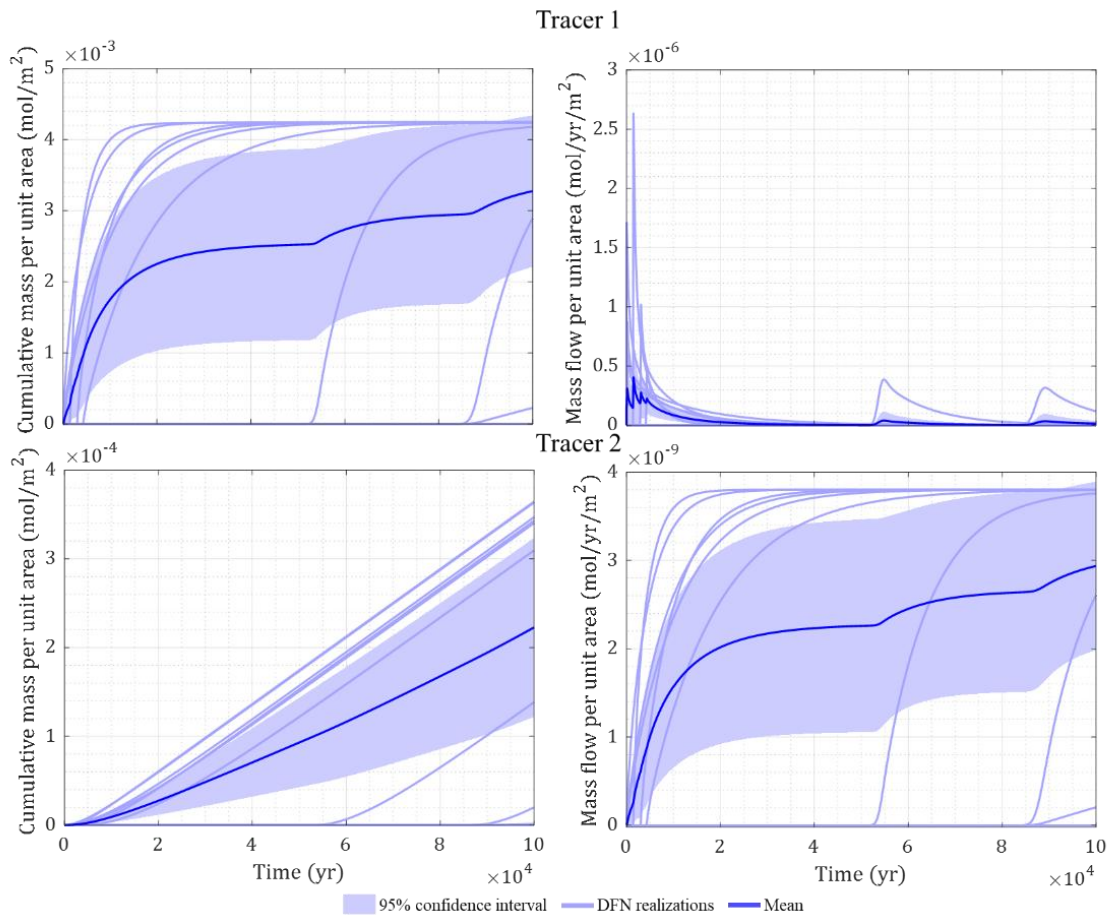 Tracer 1
×10⁻³
5
4
3
2
1
0
Cumulative mass per unit area (mol/m²)
×10⁻⁶
3
2.5
2
1.5
1
0.5
0
Mass flow per unit area (mol/yr/m²)
Tracer 2
×10⁻⁴
4
3
2
1
0
Cumulative mass per unit area (mol/m²)
0 2 4 6 8 10
Time (yr)
×10⁴
×10⁻⁹
4
3
2
1
0
Mass flow per unit area (mol/yr/m²)
0 2 4 6 8 10
Time (yr)
×10⁴
95% confidence interval DFN realizations Mean